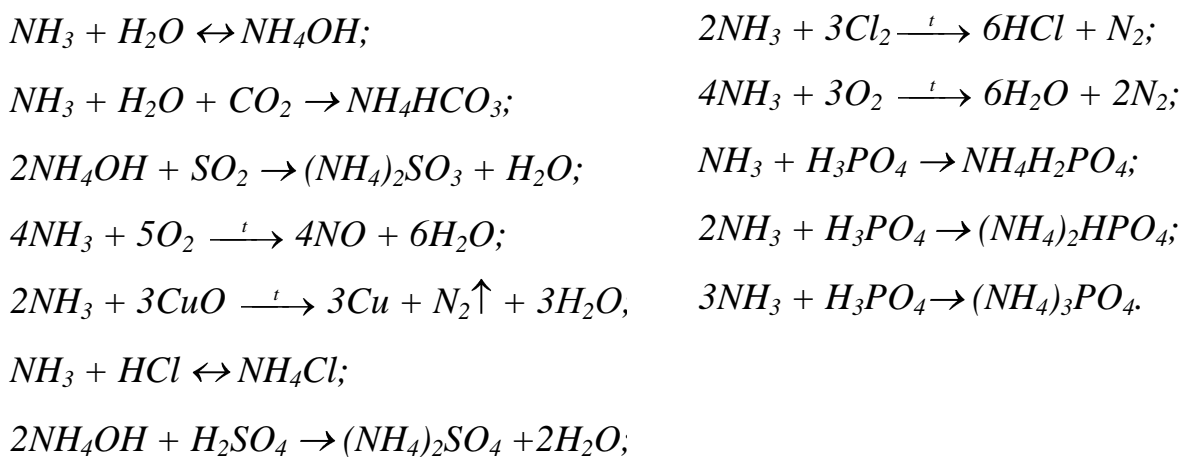 NH₃ + H₂O ↔ NH₄OH;
NH₃ + H₂O + CO₂ → NH₄HCO₃;
2NH₄OH + SO₂ → (NH₄)₂SO₃ + H₂O;
4NH₃ + 5O₂ —t→ 4NO + 6H₂O;
2NH₃ + 3CuO —t→ 3Cu + N₂↑ + 3H₂O,
NH₃ + HCl ↔ NH₄Cl;
2NH₄OH + H₂SO₄ → (NH₄)₂SO₄ +2H₂O;
2NH₃ + 3Cl₂ —t→ 6HCl + N₂;
4NH₃ + 3O₂ —t→ 6H₂O + 2N₂;
NH₃ + H₃PO₄ → NH₄H₂PO₄;
2NH₃ + H₃PO₄ → (NH₄)₂HPO₄;
3NH₃ + H₃PO₄→ (NH₄)₃PO₄.